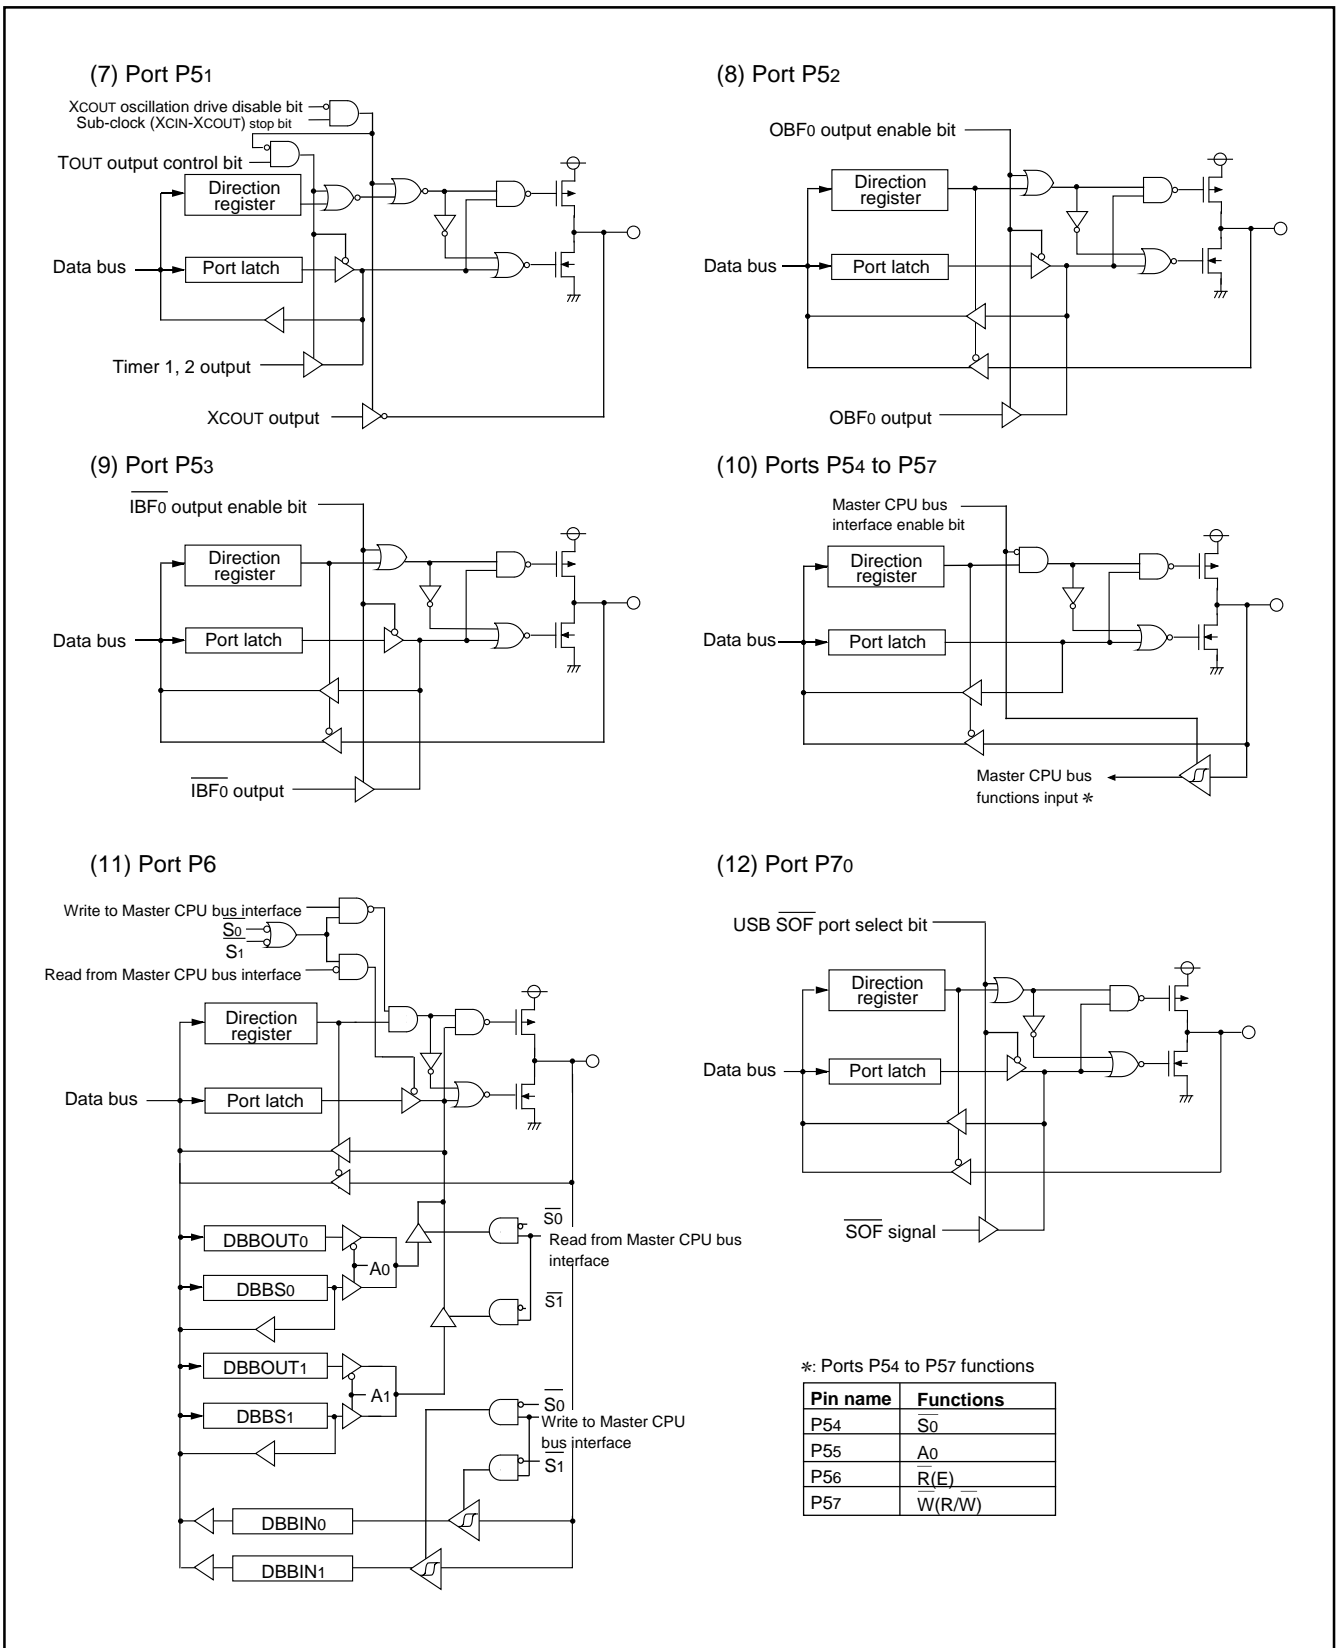 (7) Port P51
XCOUT oscillation drive disable bit
Sub-clock (XCIN-XCOUT) stop bit
TOUT output control bit
Direction
register
Data bus
Port latch
Timer 1, 2 output
XCOUT output
(8) Port P52
OBF0 output enable bit
Direction
register
Data bus
Port latch
OBF0 output
(9) Port P53
IBF0 output enable bit
Direction
register
Data bus
Port latch
IBF0 output
(10) Ports P54 to P57
Master CPU bus
interface enable bit
Direction
register
Data bus
Port latch
Master CPU bus
functions input *
(11) Port P6
Write to Master CPU bus interface
S0
S1
Read from Master CPU bus interface
Direction
register
Data bus
Port latch
DBBOUT0
A0
DBBS0
S0
Read from Master CPU bus
interface
S1
DBBOUT1
A1
DBBS1
S0
Write to Master CPU
bus interface
S1
DBBIN0
DBBIN1
(12) Port P70
USB SOF port select bit
Direction
register
Data bus
Port latch
SOF signal
*: Ports P54 to P57 functions
Pin name Functions
P54 S0
P55 A0
P56 R(E)
P57 W(R/W)